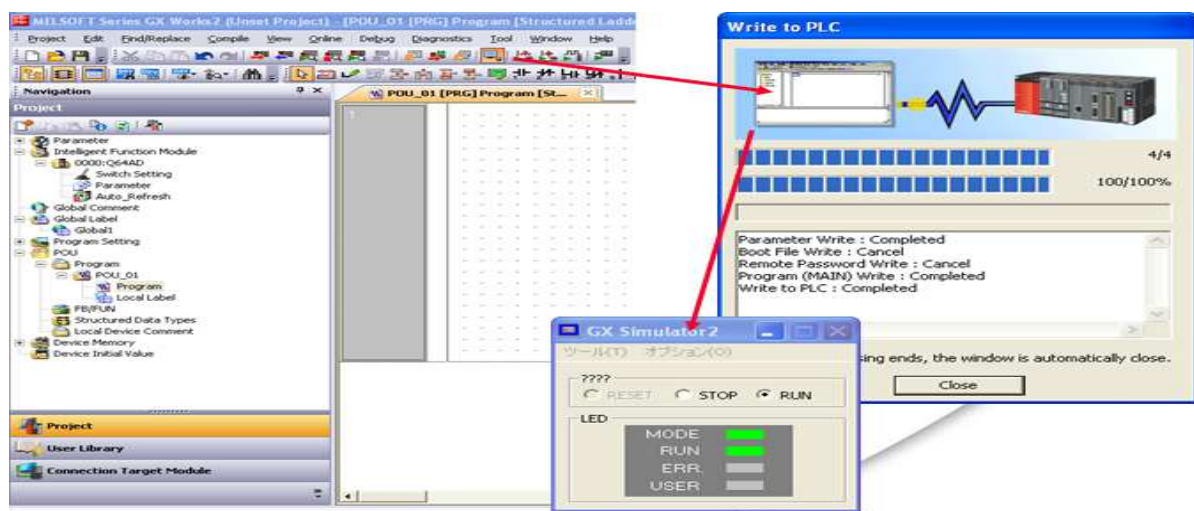 MELSOFT Series GX Works2 (Unset Project) - [POU_01 [PRG] Program [Structured Ladde
Project Edit Find/Replace Compile View Online Debug Diagnostics Tool Window Help
Navigation
Project
Parameter
Intelligent Function Module
0000:Q64AD
Switch Setting
Parameter
Auto_Refresh
Global Comment
Global Label
Global1
Program Setting
POU
Program
POU_01
Program
Local Label
FB/FUN
Structured Data Types
Local Device Comment
Device Memory
Device Initial Value
Project
User Library
Connection Target Module
POU_01 [PRG] Program [St...
1
Write to PLC
4/4
100/100%
Parameter Write : Completed
Boot File Write : Cancel
Remote Password Write : Cancel
Program (MAIN) Write : Completed
Write to PLC : Completed
ing ends, the window is automatically close.
Close
GX Simulator2
ツール(T) オプション(O)
????
RESET STOP RUN
LED
MODE
RUN
ERR.
USER